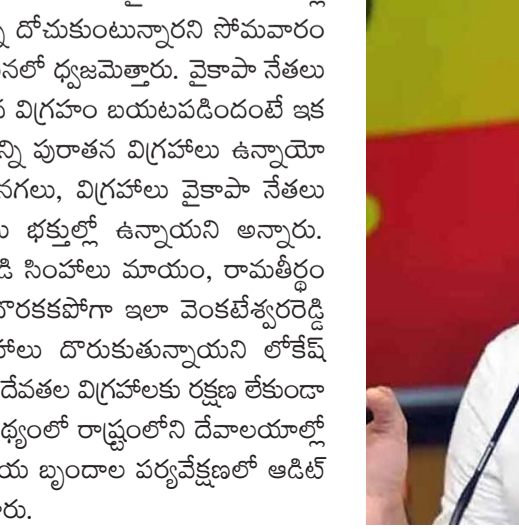 దోచుకుంటున్నారని సోమవారం
నలో ధ్వజమెత్తారు. వైకాపా నేతలు
విగ్రహం బయటపడిందంటే ఇక
న్ని పురాతన విగ్రహాలు ఉన్నాయో
నగలు, విగ్రహాలు వైకాపా నేతలు
భక్తుల్లో ఉన్నాయని అన్నారు.
డి సింహాలు మాయం, రామతీర్థం
దొరకకపోగా ఇలా వెంకటేశ్వరరెడ్డి
హాలు దొరుకుతున్నాయని లోకేష్
దేవతల విగ్రహాలకు రక్షణ లేకుండా
థ్యంలో రాష్ట్రంలోని దేవాలయాల్లో
య బృందాల పర్యవేక్షణలో ఆడిట్
రు.